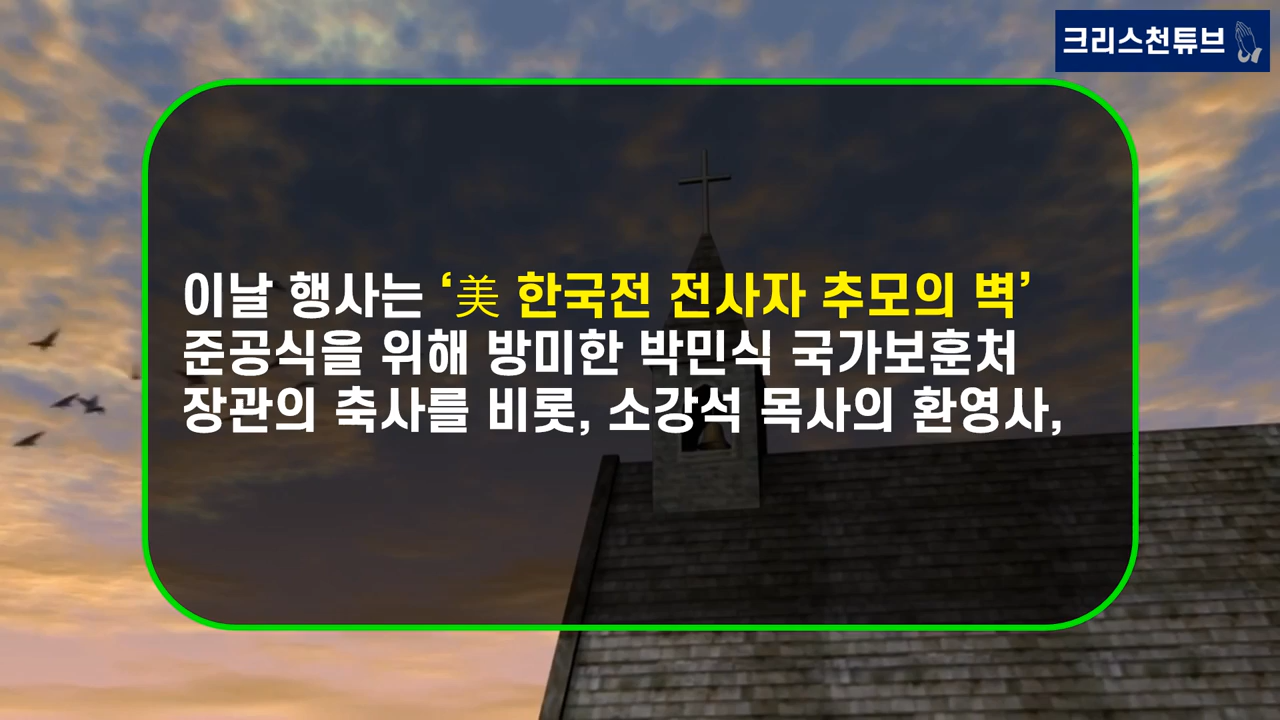 크리스천튜브
이날 행사는 ‘美 한국전 전사자 추모의 벽’
준공식을 위해 방미한 박민식 국가보훈처
장관의 축사를 비롯, 소강석 목사의 환영사,